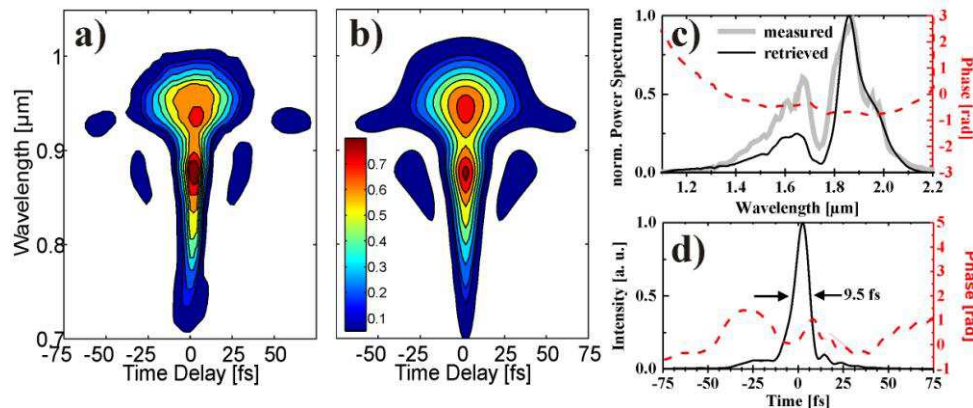 a)
Wavelength [µm]
1
0.9
0.8
0.7
-75 -50 -25 0 25 50
Time Delay [fs]
b)
0.7
0.6
0.5
0.4
0.3
0.2
0.1
-75 -50 -25 0 25 50 75
Time Delay [fs]
c)
measured
retrieved
norm. Power Spectrum
1.0
0.5
0.0
1.2 1.4 1.6 1.8 2.0 2.2
Wavelength [µm]
3
2
1
0
-1
-2
-3
Phase [rad]
d)
9.5 fs
Intensity [a. u.]
1.0
0.5
0.0
-75 -50 -25 0 25 50 75
Time [fs]
5
4
3
2
1
0
-1
Phase [rad]